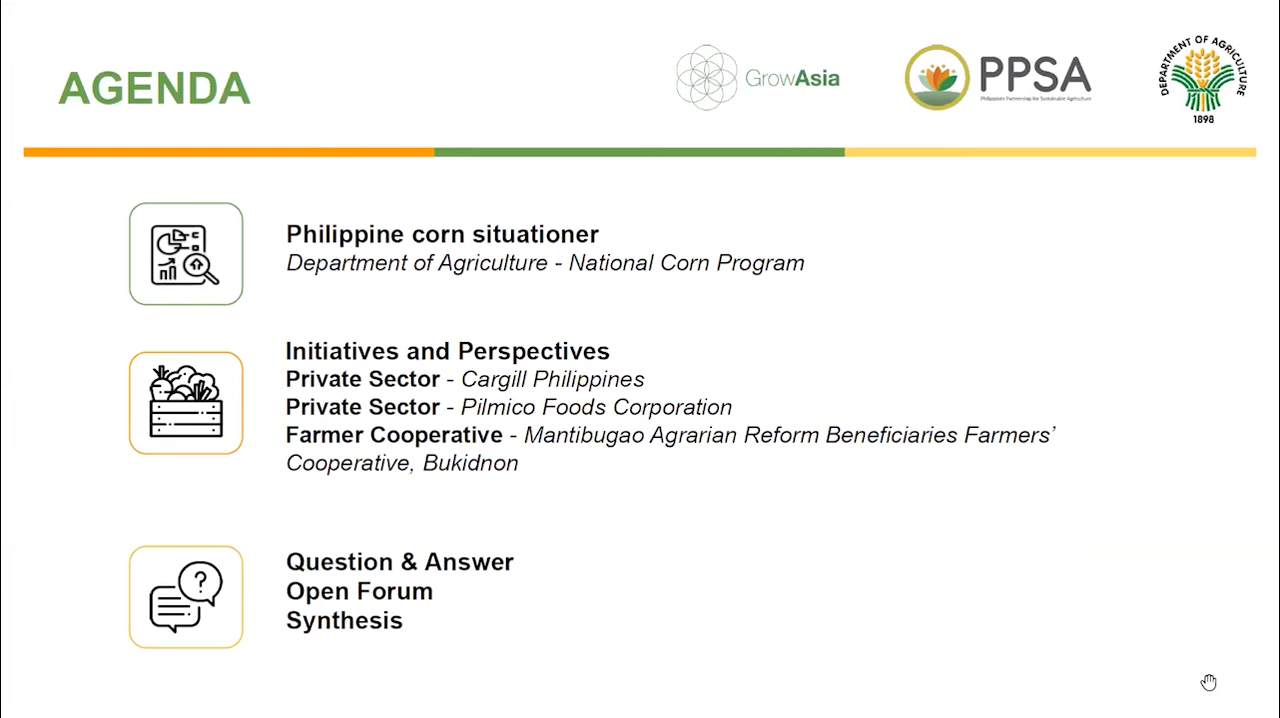 AGENDA
GrowAsia
PPSA
Philippines Partnership for Sustainable Agriculture
DEPARTMENT OF AGRICULTURE
1898
Philippine corn situationer
Department of Agriculture - National Corn Program
Initiatives and Perspectives
Private Sector - Cargill Philippines
Private Sector - Pilmico Foods Corporation
Farmer Cooperative - Mantibugao Agrarian Reform Beneficiaries Farmers’
Cooperative, Bukidnon
?
Question & Answer
Open Forum
Synthesis